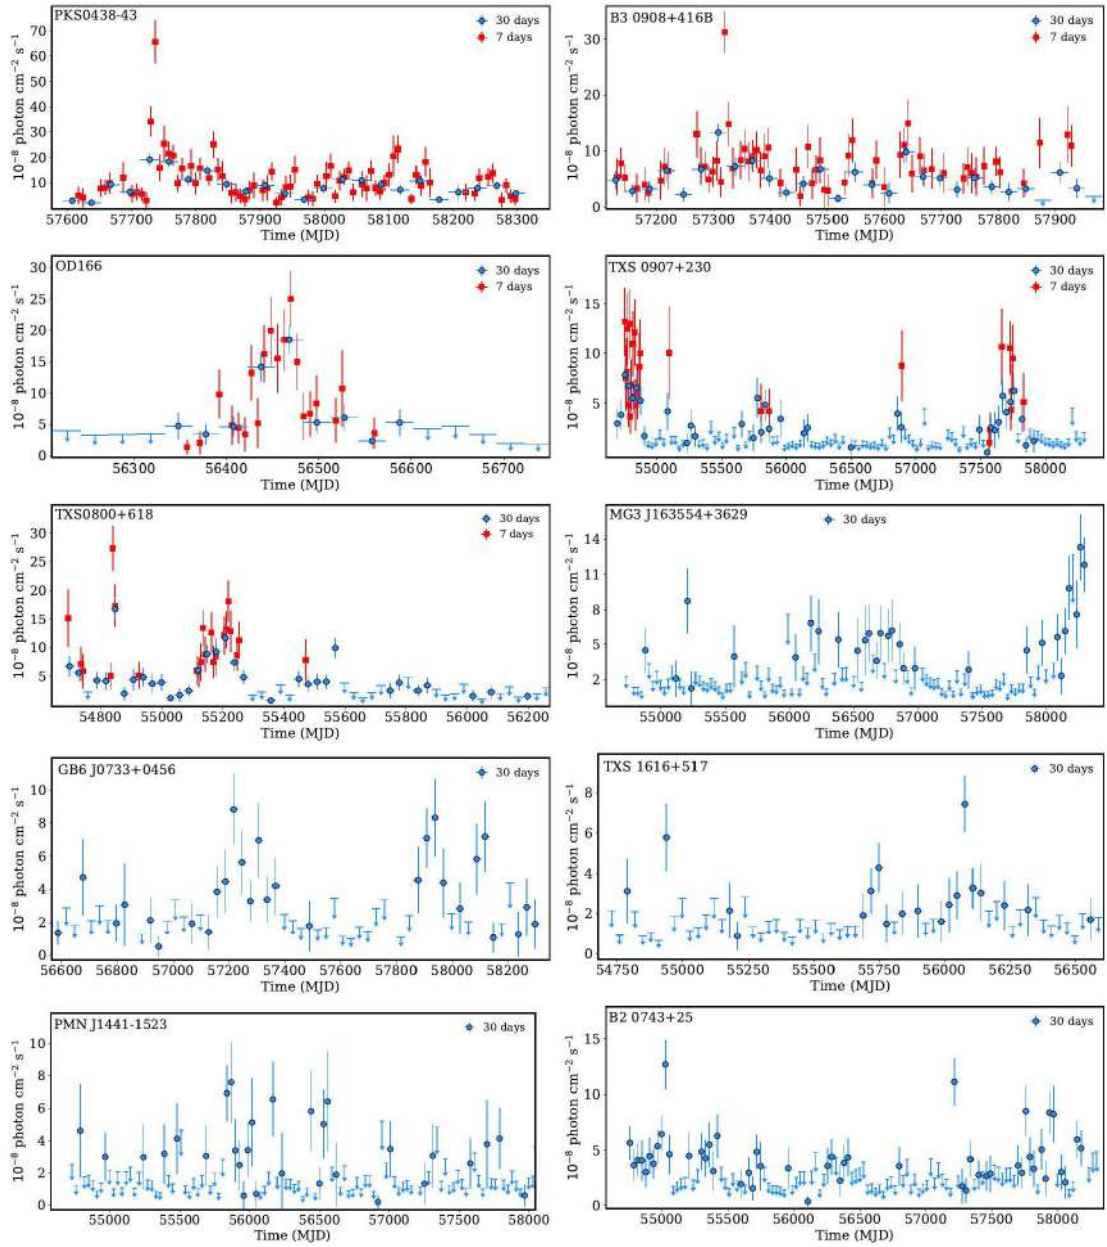 PKS0438-43
30 days
7 days
10⁻⁸ photon cm⁻² s⁻¹
70
60
50
40
30
20
10
57600 57700 57800 57900 58000 58100 58200 58300
Time (MJD)
B3 0908+416B
30 days
7 days
10⁻⁸ photon cm⁻² s⁻¹
30
20
10
0
57200 57300 57400 57500 57600 57700 57800 57900
Time (MJD)
OD166
30 days
7 days
10⁻⁸ photon cm⁻² s⁻¹
30
25
20
15
10
5
0
56300 56400 56500 56600 56700
Time (MJD)
TXS 0907+230
30 days
7 days
10⁻⁸ photon cm⁻² s⁻¹
15
10
5
0
55000 55500 56000 56500 57000 57500 58000
Time (MJD)
TXS0800+618
30 days
7 days
10⁻⁸ photon cm⁻² s⁻¹
30
25
20
15
10
5
54800 55000 55200 55400 55600 55800 56000 56200
Time (MJD)
MG3 J163554+3629
30 days
10⁻⁸ photon cm⁻² s⁻¹
14
11
8
5
2
55000 55500 56000 56500 57000 57500 58000
Time (MJD)
GB6 J0733+0456
30 days
10⁻⁸ photon cm⁻² s⁻¹
10
8
6
4
2
0
56600 56800 57000 57200 57400 57600 57800 58000 58200
Time (MJD)
TXS 1616+517
30 days
10⁻⁸ photon cm⁻² s⁻¹
8
6
4
2
0
54750 55000 55250 55500 55750 56000 56250 56500
Time (MJD)
PMN J1441-1523
30 days
10⁻⁸ photon cm⁻² s⁻¹
10
8
6
4
2
0
55000 55500 56000 56500 57000 57500 58000
Time (MJD)
B2 0743+25
30 days
10⁻⁸ photon cm⁻² s⁻¹
15
10
5
0
55000 55500 56000 56500 57000 57500 58000
Time (MJD)